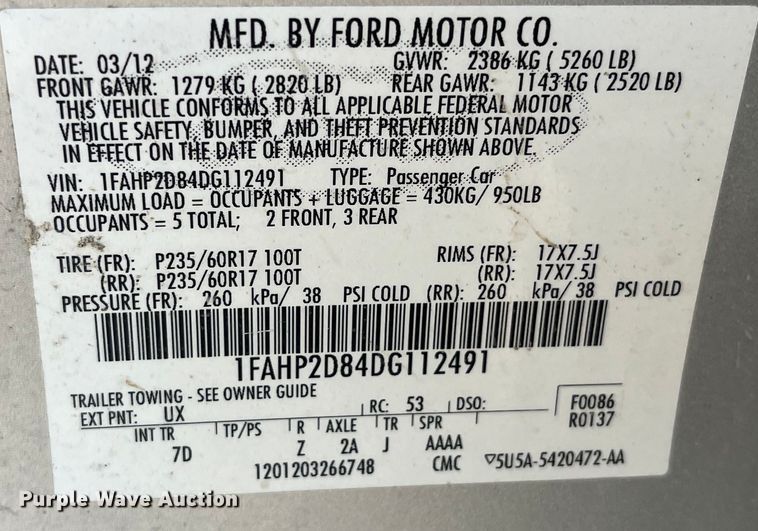 MFD. BY FORD MOTOR CO.
DATE: 03/12 GVWR: 2386 KG ( 5260 LB)
FRONT GAWR: 1279 KG ( 2820 LB) REAR GAWR: 1143 KG ( 2520 LB)
THIS VEHICLE CONFORMS TO ALL APPLICABLE FEDERAL MOTOR
VEHICLE SAFETY, BUMPER, AND THEFT PREVENTION STANDARDS
IN EFFECT ON THE DATE OF MANUFACTURE SHOWN ABOVE.
VIN: 1FAHP2D84DG112491 TYPE: Passenger Car
MAXIMUM LOAD = OCCUPANTS + LUGGAGE = 430KG/ 950LB
OCCUPANTS = 5 TOTAL; 2 FRONT, 3 REAR
TIRE (FR): P235/60R17 100T RIMS (FR): 17X7.5J
(RR): P235/60R17 100T (RR): 17X7.5J
PRESSURE (FR): 260 kPa/ 38 PSI COLD (RR): 260 kPa/ 38 PSI COLD
1FAHP2D84DG112491
TRAILER TOWING - SEE OWNER GUIDE
EXT PNT: UX RC: 53 DSO: F0086
R0137
INT TR TP/PS R AXLE TR SPR
7D Z 2A J AAAA
1201203266748 CMC ▽5U5A-5420472-AA
Purple Wave Auction